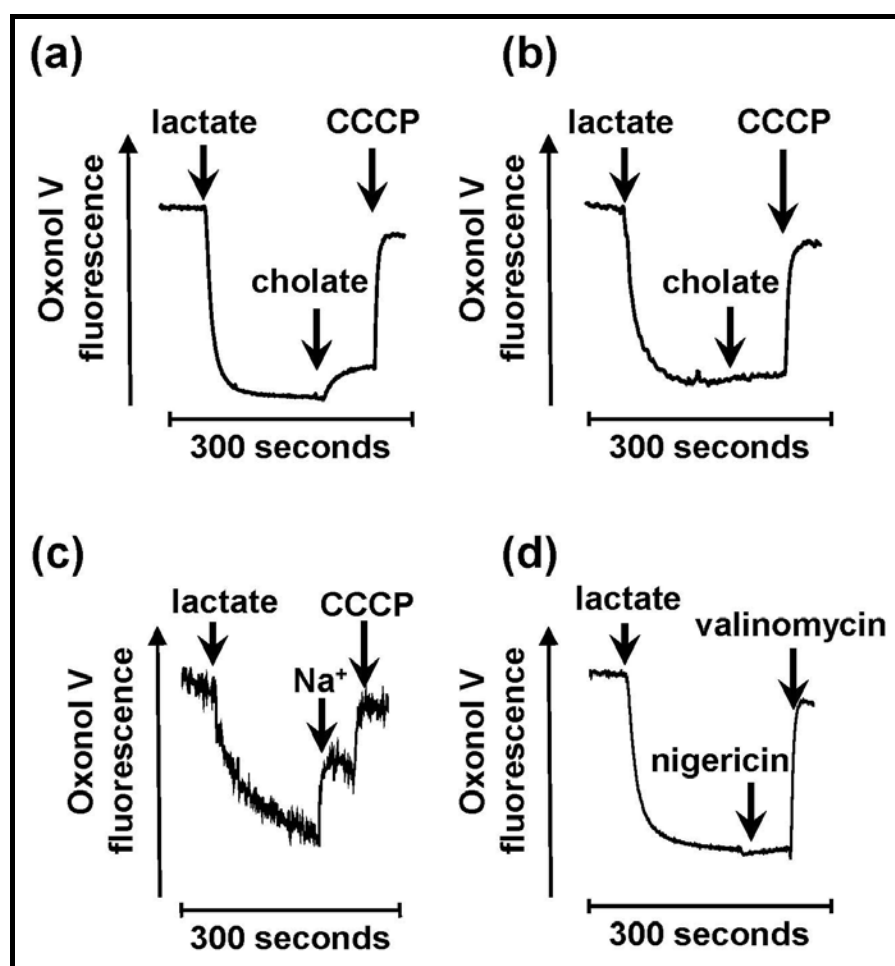 (a)
lactate
CCCP
cholate
Oxonol V
fluorescence
300 seconds
(b)
lactate
CCCP
cholate
Oxonol V
fluorescence
300 seconds
(c)
lactate
CCCP
Na⁺
Oxonol V
fluorescence
300 seconds
(d)
lactate
valinomycin
nigericin
Oxonol V
fluorescence
300 seconds